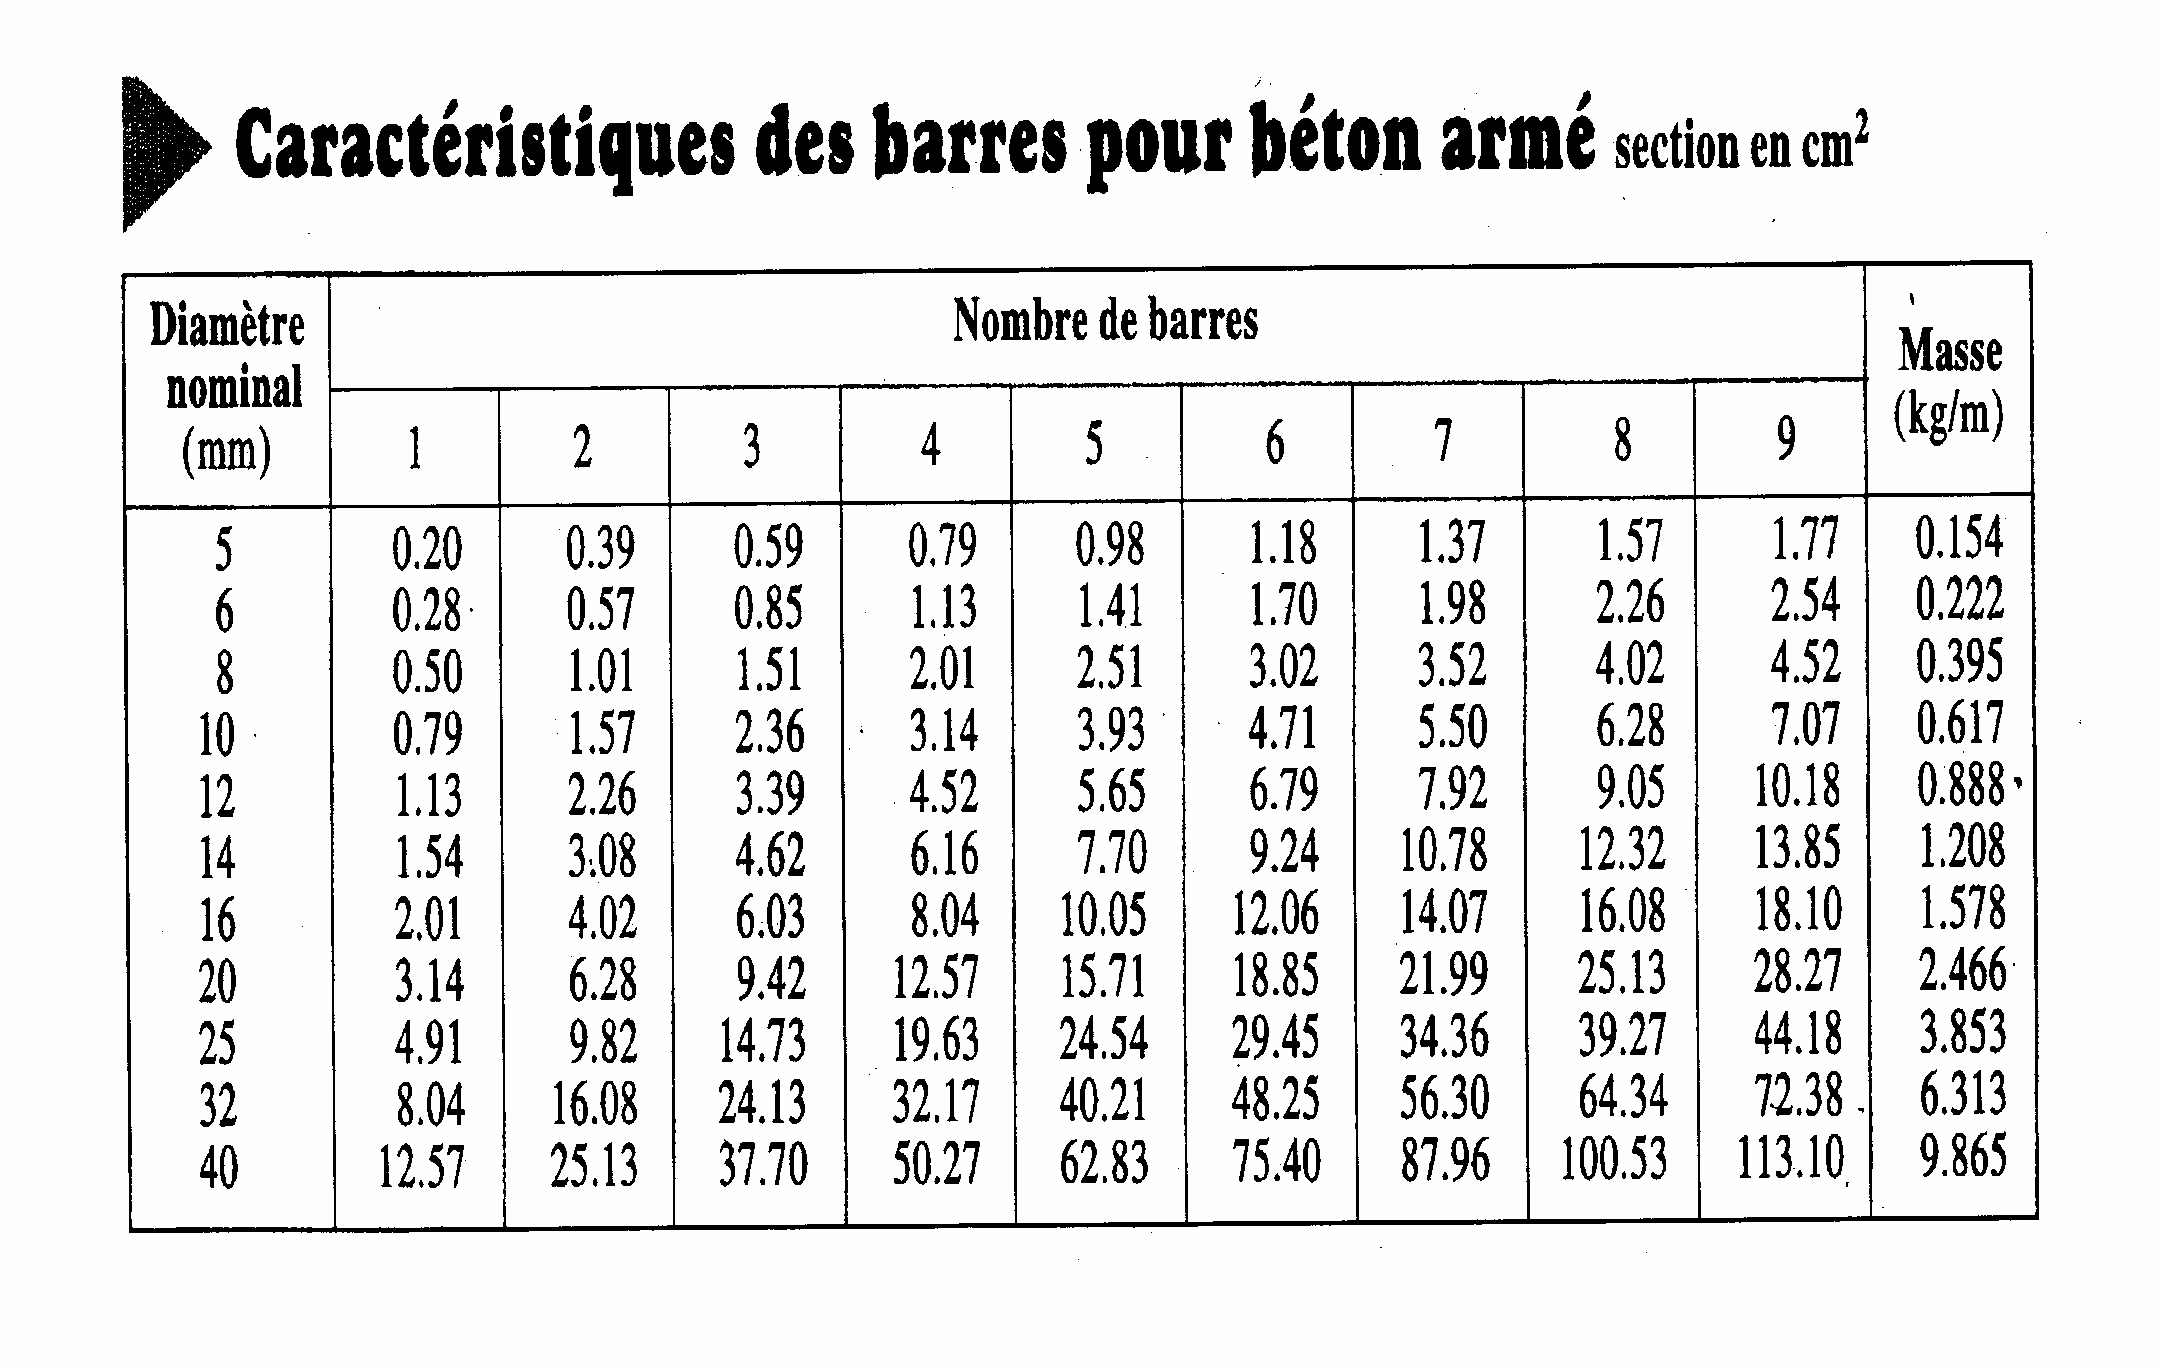 Caractéristiques des barres pour béton armé section en cm²
Diamètre nominal (mm) Nombre de barres Masse (kg/m)
1 2 3 4 5 6 7 8 9
5 0.20 0.39 0.59 0.79 0.98 1.18 1.37 1.57 1.77 0.154
6 0.28 0.57 0.85 1.13 1.41 1.70 1.98 2.26 2.54 0.222
8 0.50 1.01 1.51 2.01 2.51 3.02 3.52 4.02 4.52 0.395
10 0.79 1.57 2.36 3.14 3.93 4.71 5.50 6.28 7.07 0.617
12 1.13 2.26 3.39 4.52 5.65 6.79 7.92 9.05 10.18 0.888
14 1.54 3.08 4.62 6.16 7.70 9.24 10.78 12.32 13.85 1.208
16 2.01 4.02 6.03 8.04 10.05 12.06 14.07 16.08 18.10 1.578
20 3.14 6.28 9.42 12.57 15.71 18.85 21.99 25.13 28.27 2.466
25 4.91 9.82 14.73 19.63 24.54 29.45 34.36 39.27 44.18 3.853
32 8.04 16.08 24.13 32.17 40.21 48.25 56.30 64.34 72.38 6.313
40 12.57 25.13 37.70 50.27 62.83 75.40 87.96 100.53 113.10 9.865